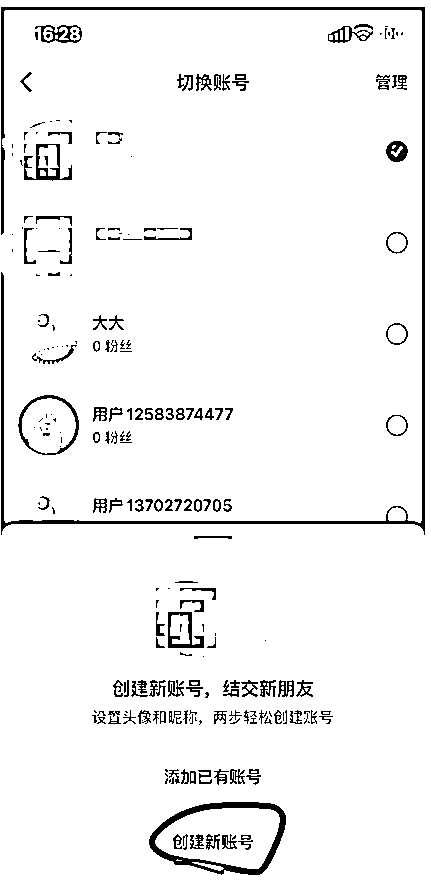 16:28
切换账号
管理
大大
0 粉丝
用户12583874477
0 粉丝
用户13702720705
创建新账号，结交新朋友
设置头像和昵称，两步轻松创建账号
添加已有账号
创建新账号